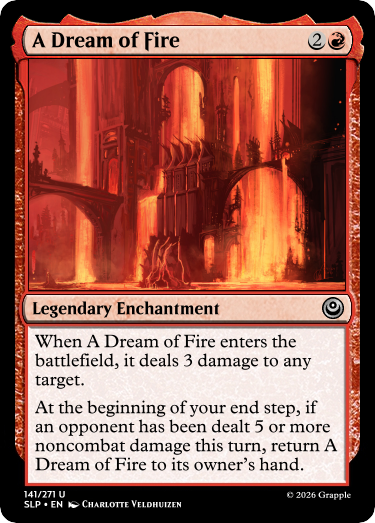 A Dream of Fire
2
Legendary Enchantment
When A Dream of Fire enters the
battlefield, it deals 3 damage to any
target.
At the beginning of your end step, if
an opponent has been dealt 5 or more
noncombat damage this turn, return A
Dream of Fire to its owner's hand.
141/271 U
SLP • EN Charlotte Veldhuizen
© 2026 Grapple